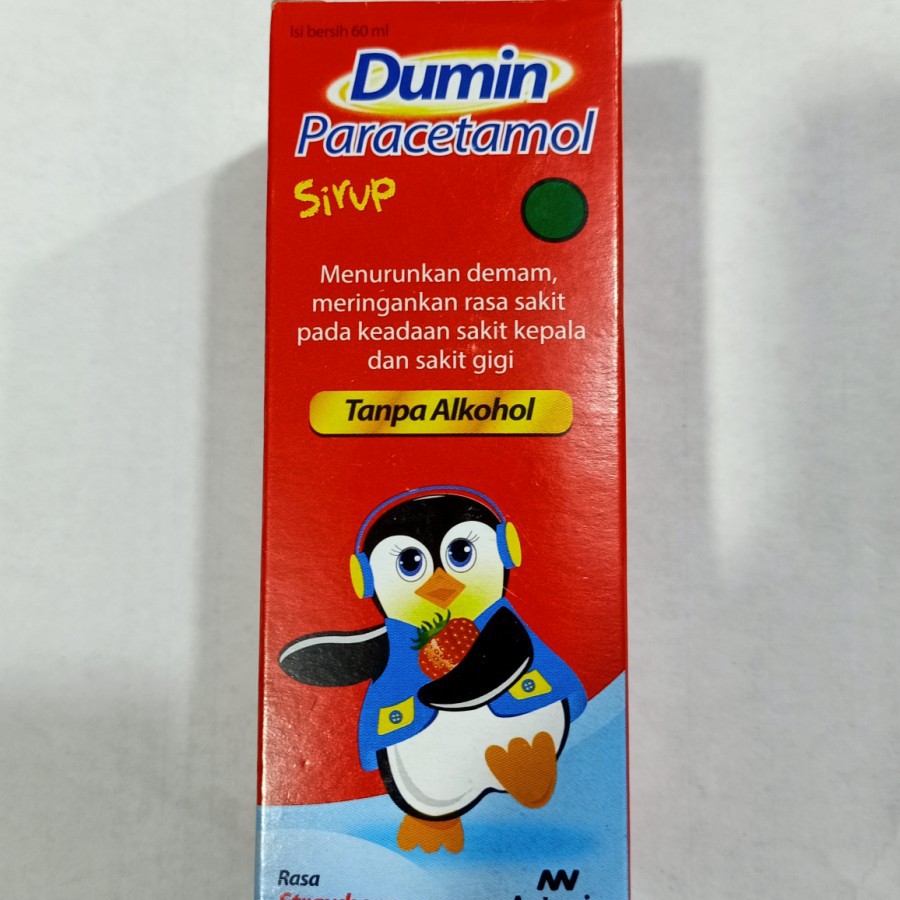 Isi bersih 60 ml
Dumin
Paracetamol
Sirup
Menurunkan demam,
meringankan rasa sakit
pada keadaan sakit kepala
dan sakit gigi
Tanpa Alkohol
Rasa